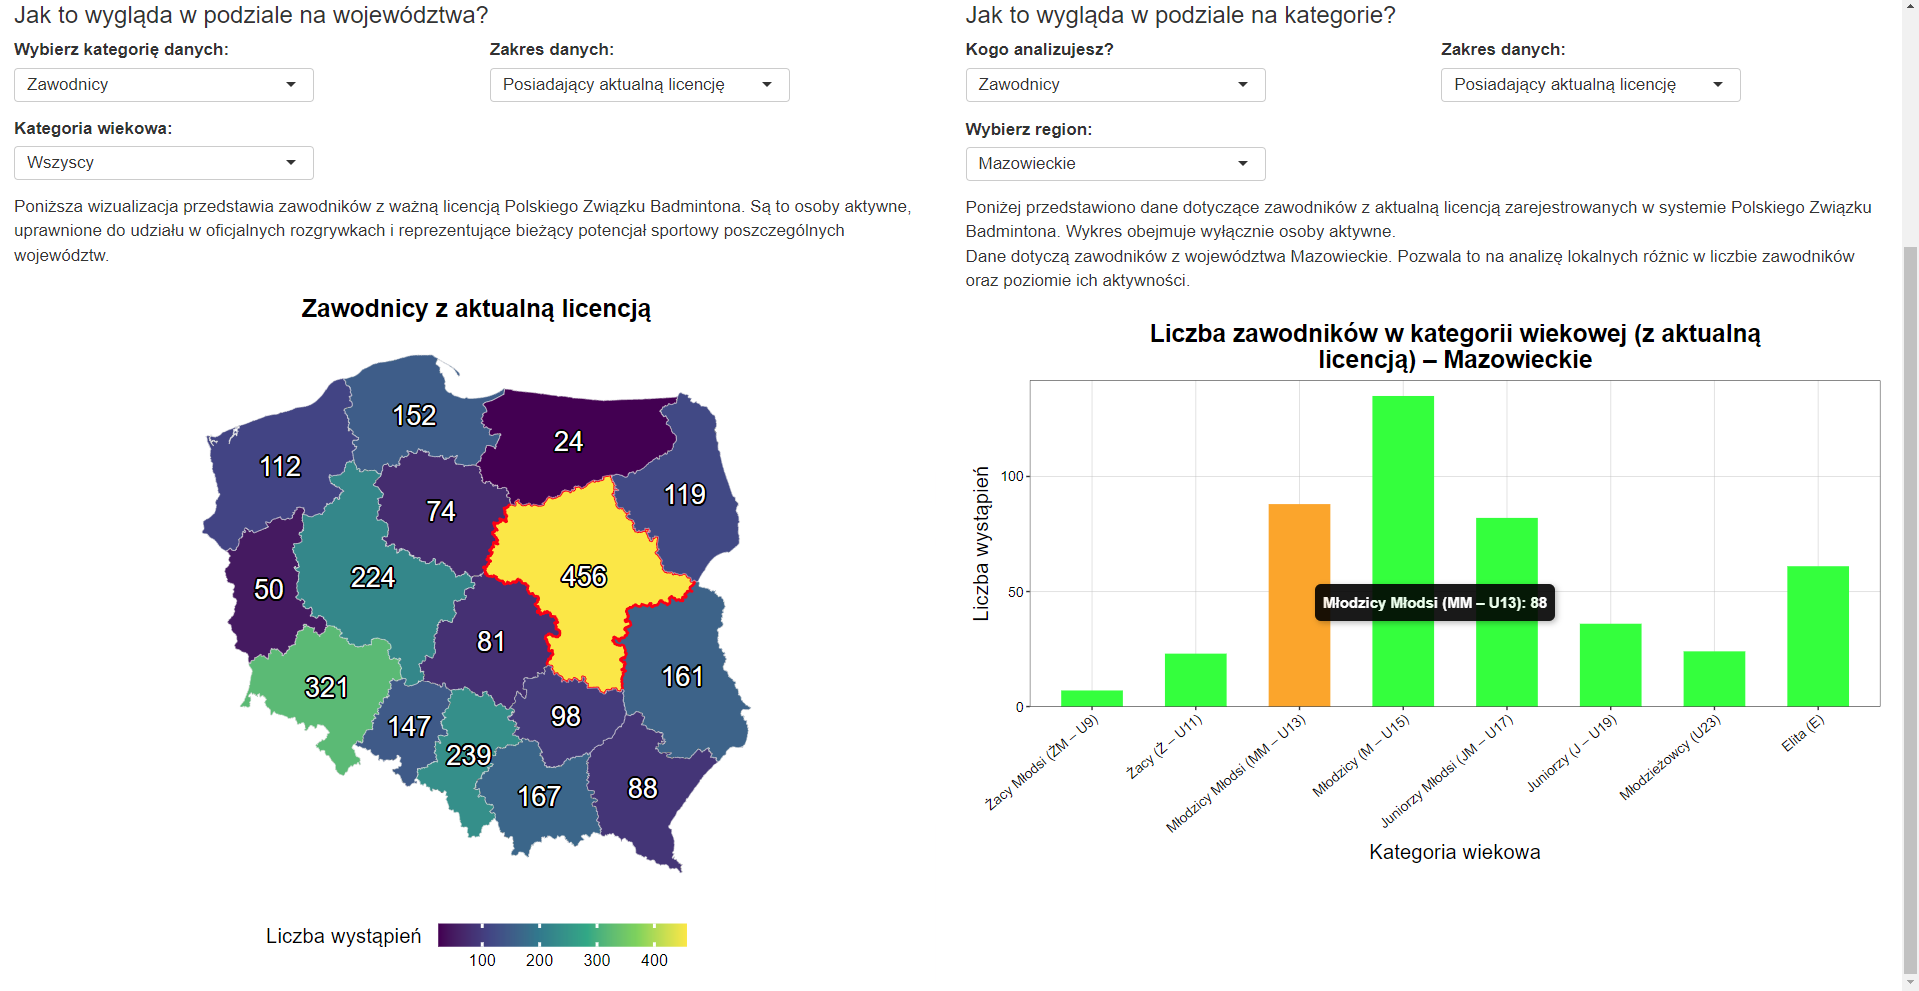 Jak to wygląda w podziale na województwa?
Wybierz kategorię danych:
Zakres danych:
Zawodnicy
Posiadający aktualną licencję
Kategoria wiekowa:
Wszyscy
Poniższa wizualizacja przedstawia zawodników z ważną licencją Polskiego Związku Badmintona. Są to osoby aktywne,
uprawnione do udziału w oficjalnych rozgrywkach i reprezentujące bieżący potencjał sportowy poszczególnych
województw.
Zawodnicy z aktualną licencją
152
24
112
119
74
456
224
50
81
161
321
98
147
239
88
167
Liczba wystąpień
100
200
300
400
Jak to wygląda w podziale na kategorie?
Kogo analizujesz?
Zakres danych:
Zawodnicy
Posiadający aktualną licencję
Wybierz region:
Mazowieckie
Poniżej przedstawiono dane dotyczące zawodników z aktualną licencją zarejestrowanych w systemie Polskiego Związku
Badmintona. Wykres obejmuje wyłącznie osoby aktywne.
Dane dotyczą zawodników z województwa Mazowieckie. Pozwala to na analizę lokalnych różnic w liczbie zawodników
oraz poziomie ich aktywności.
Liczba zawodników w kategorii wiekowej (z aktualną
licencją) – Mazowieckie
Liczba wystąpień
100
50
0
Młodzicy Młodsi (MM – U13): 88
Żacy Młodsi (ŻM – U9)
Żacy (Ż – U11)
Młodzicy Młodsi (MM – U13)
Młodzicy (M – U15)
Juniorzy Młodsi (JM – U17)
Juniorzy (J – U19)
Młodzieżowcy (U23)
Elita (E)
Kategoria wiekowa